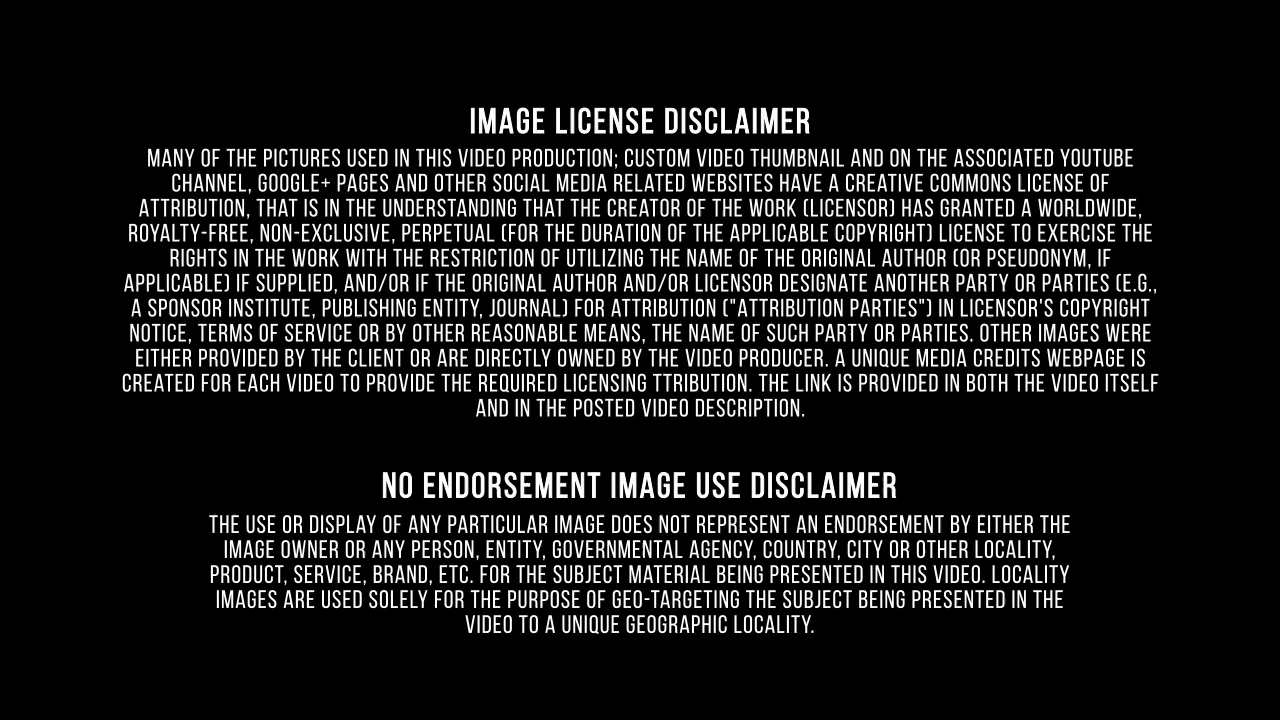 IMAGE LICENSE DISCLAIMER
MANY OF THE PICTURES USED IN THIS VIDEO PRODUCTION; CUSTOM VIDEO THUMBNAIL AND ON THE ASSOCIATED YOUTUBE
CHANNEL, GOOGLE+ PAGES AND OTHER SOCIAL MEDIA RELATED WEBSITES HAVE A CREATIVE COMMONS LICENSE OF
ATTRIBUTION, THAT IS IN THE UNDERSTANDING THAT THE CREATOR OF THE WORK (LICENSOR) HAS GRANTED A WORLDWIDE,
ROYALTY-FREE, NON-EXCLUSIVE, PERPETUAL (FOR THE DURATION OF THE APPLICABLE COPYRIGHT) LICENSE TO EXERCISE THE
RIGHTS IN THE WORK WITH THE RESTRICTION OF UTILIZING THE NAME OF THE ORIGINAL AUTHOR (OR PSEUDONYM, IF
APPLICABLE) IF SUPPLIED, AND/OR IF THE ORIGINAL AUTHOR AND/OR LICENSOR DESIGNATE ANOTHER PARTY OR PARTIES (E.G.,
A SPONSOR INSTITUTE, PUBLISHING ENTITY, JOURNAL) FOR ATTRIBUTION ("ATTRIBUTION PARTIES") IN LICENSOR'S COPYRIGHT
NOTICE, TERMS OF SERVICE OR BY OTHER REASONABLE MEANS, THE NAME OF SUCH PARTY OR PARTIES. OTHER IMAGES WERE
EITHER PROVIDED BY THE CLIENT OR ARE DIRECTLY OWNED BY THE VIDEO PRODUCER. A UNIQUE MEDIA CREDITS WEBPAGE IS
CREATED FOR EACH VIDEO TO PROVIDE THE REQUIRED LICENSING TTRIBUTION. THE LINK IS PROVIDED IN BOTH THE VIDEO ITSELF
AND IN THE POSTED VIDEO DESCRIPTION.
NO ENDORSEMENT IMAGE USE DISCLAIMER
THE USE OR DISPLAY OF ANY PARTICULAR IMAGE DOES NOT REPRESENT AN ENDORSEMENT BY EITHER THE
IMAGE OWNER OR ANY PERSON, ENTITY, GOVERNMENTAL AGENCY, COUNTRY, CITY OR OTHER LOCALITY,
PRODUCT, SERVICE, BRAND, ETC. FOR THE SUBJECT MATERIAL BEING PRESENTED IN THIS VIDEO. LOCALITY
IMAGES ARE USED SOLELY FOR THE PURPOSE OF GEO-TARGETING THE SUBJECT BEING PRESENTED IN THE
VIDEO TO A UNIQUE GEOGRAPHIC LOCALITY.